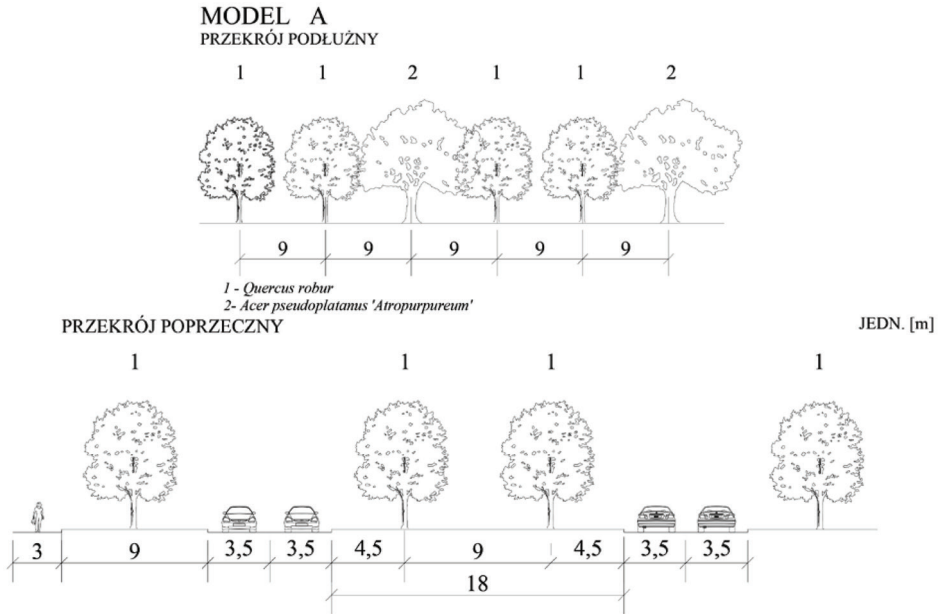 MODEL A
PRZEKRÓJ PODŁUŻNY
1 1 2 1 1 2
9 9 9 9 9
1 - Quercus robur
2- Acer pseudoplatanus 'Atropurpureum'
PRZEKRÓJ POPRZECZNY JEDN. [m]
1 1 1 1
3 9 3,5 3,5 4,5 9 4,5 3,5 3,5
18